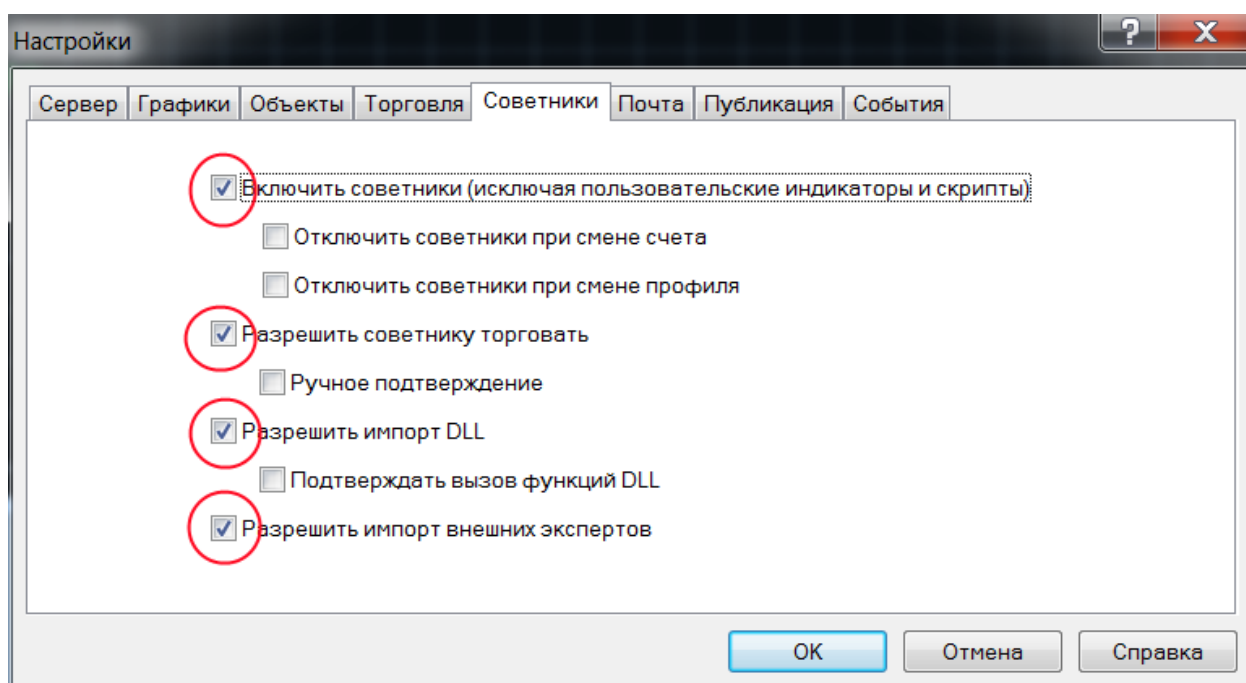 Настройки
Сервер Графики Объекты Торговля Советники Почта Публикация События
Включить советники (исключая пользовательские индикаторы и скрипты)
Отключить советники при смене счета
Отключить советники при смене профиля
Разрешить советнику торговать
Ручное подтверждение
Разрешить импорт DLL
Подтверждать вызов функций DLL
Разрешить импорт внешних экспертов
OK Отмена Справка